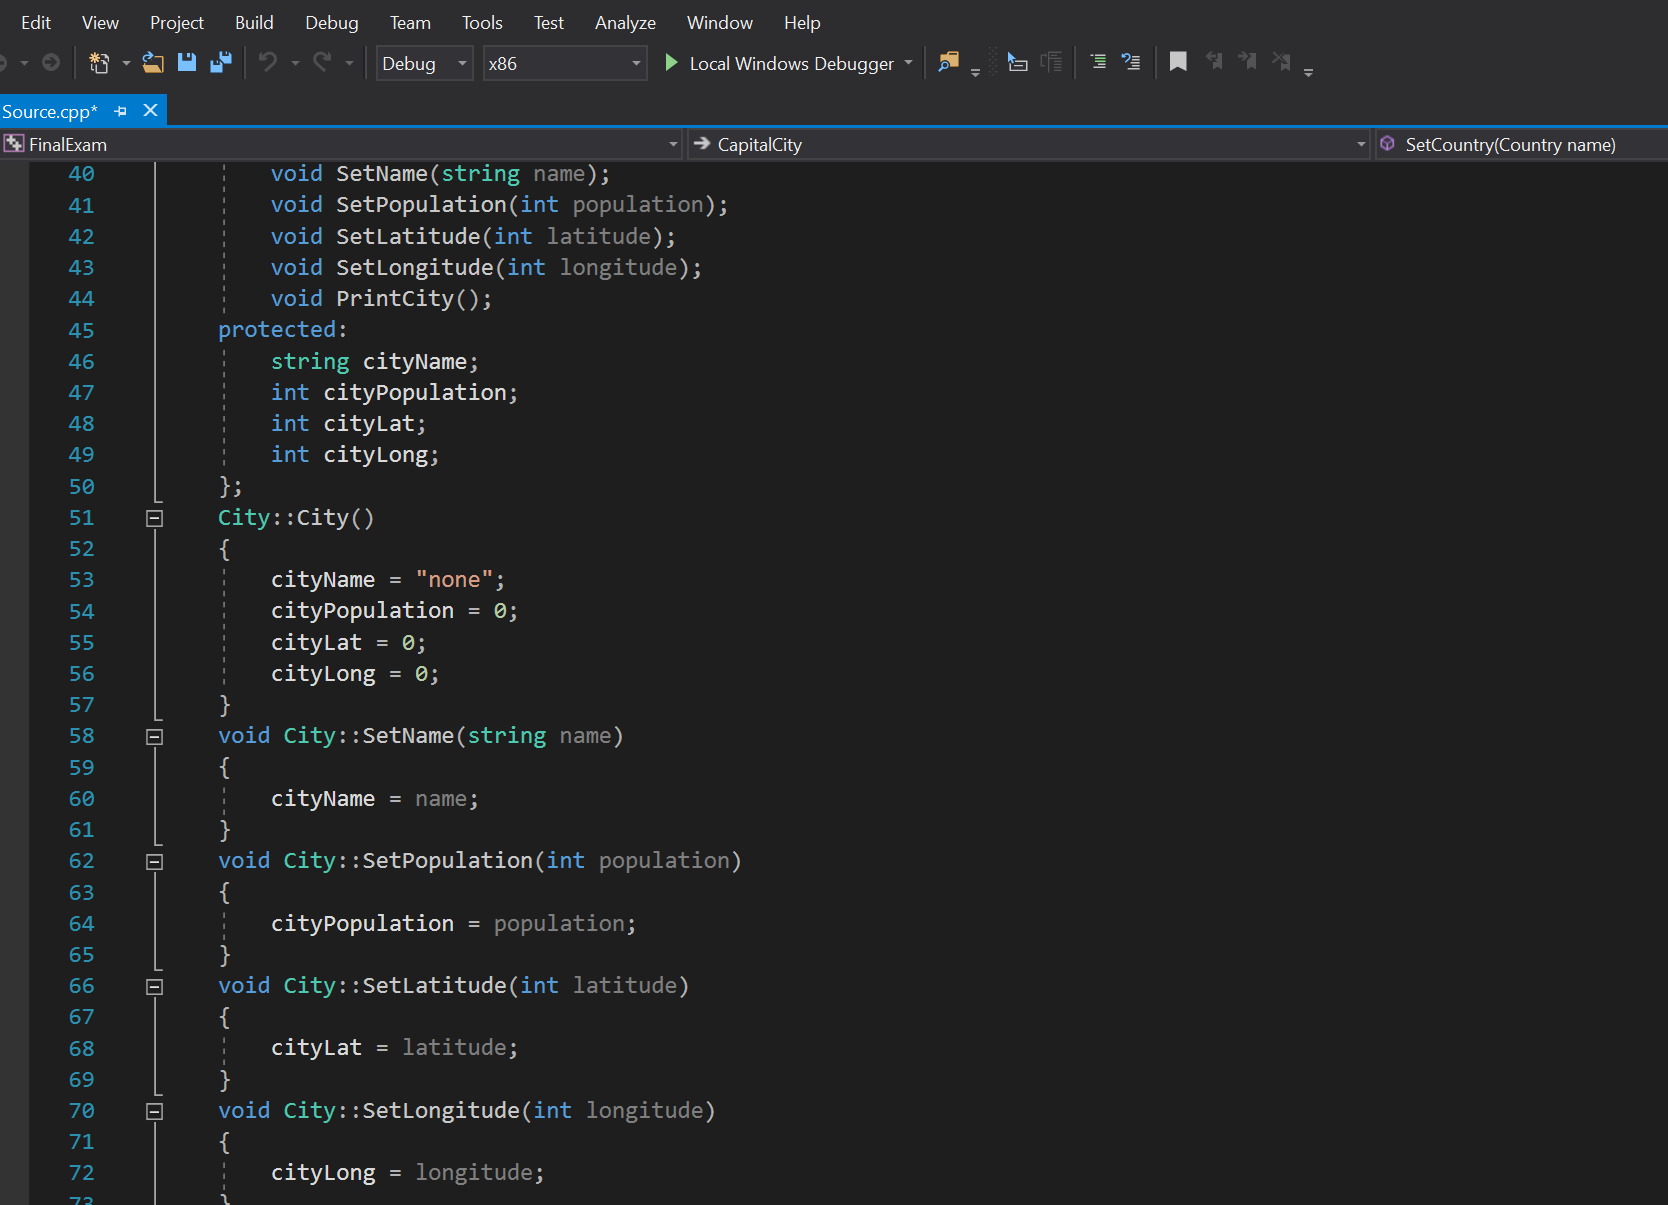 Edit View Project Build Debug Team Tools Test Analyze Window Help
Debug x86 Local Windows Debugger
Source.cpp*
FinalExam CapitalCity SetCountry(Country name)
40 void SetName(string name);
41 void SetPopulation(int population);
42 void SetLatitude(int latitude);
43 void SetLongitude(int longitude);
44 void PrintCity();
45 protected:
46 string cityName;
47 int cityPopulation;
48 int cityLat;
49 int cityLong;
50 };
51 City::City()
52 {
53 cityName = "none";
54 cityPopulation = 0;
55 cityLat = 0;
56 cityLong = 0;
57 }
58 void City::SetName(string name)
59 {
60 cityName = name;
61 }
62 void City::SetPopulation(int population)
63 {
64 cityPopulation = population;
65 }
66 void City::SetLatitude(int latitude)
67 {
68 cityLat = latitude;
69 }
70 void City::SetLongitude(int longitude)
71 {
72 cityLong = longitude;
73 }